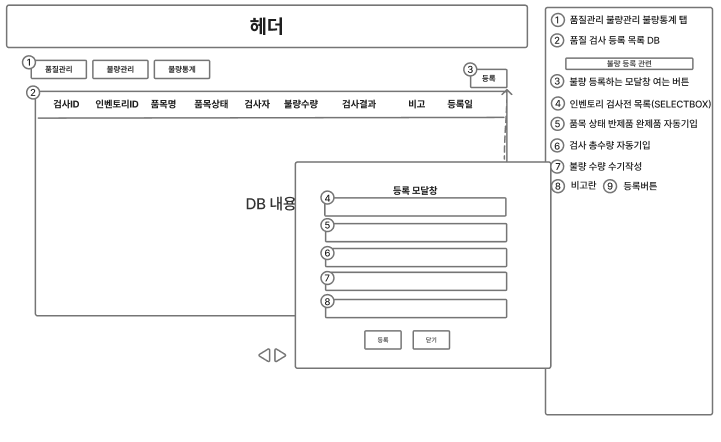 헤더
① 품질관리 불량관리 불량통계 탭
② 품질 검사 등록 목록 DB
불량 등록 관련
③ 불량 등록하는 모달창 여는 버튼
④ 인벤토리 검사전 목록(SELECTBOX)
⑤ 품목 상태 반제품 완제품 자동기입
⑥ 검사 총수량 자동기입
⑦ 불량 수량 수기작성
⑧ 비고란 ⑨ 등록버튼
① 품질관리 불량관리 불량통계
③ 등록
② 검사ID 인벤토리ID 품목명 품목상태 검사자 불량수량 검사결과 비고 등록일
DB 내용
등록 모달창
④
⑤
⑥
⑦
⑧
등록 닫기